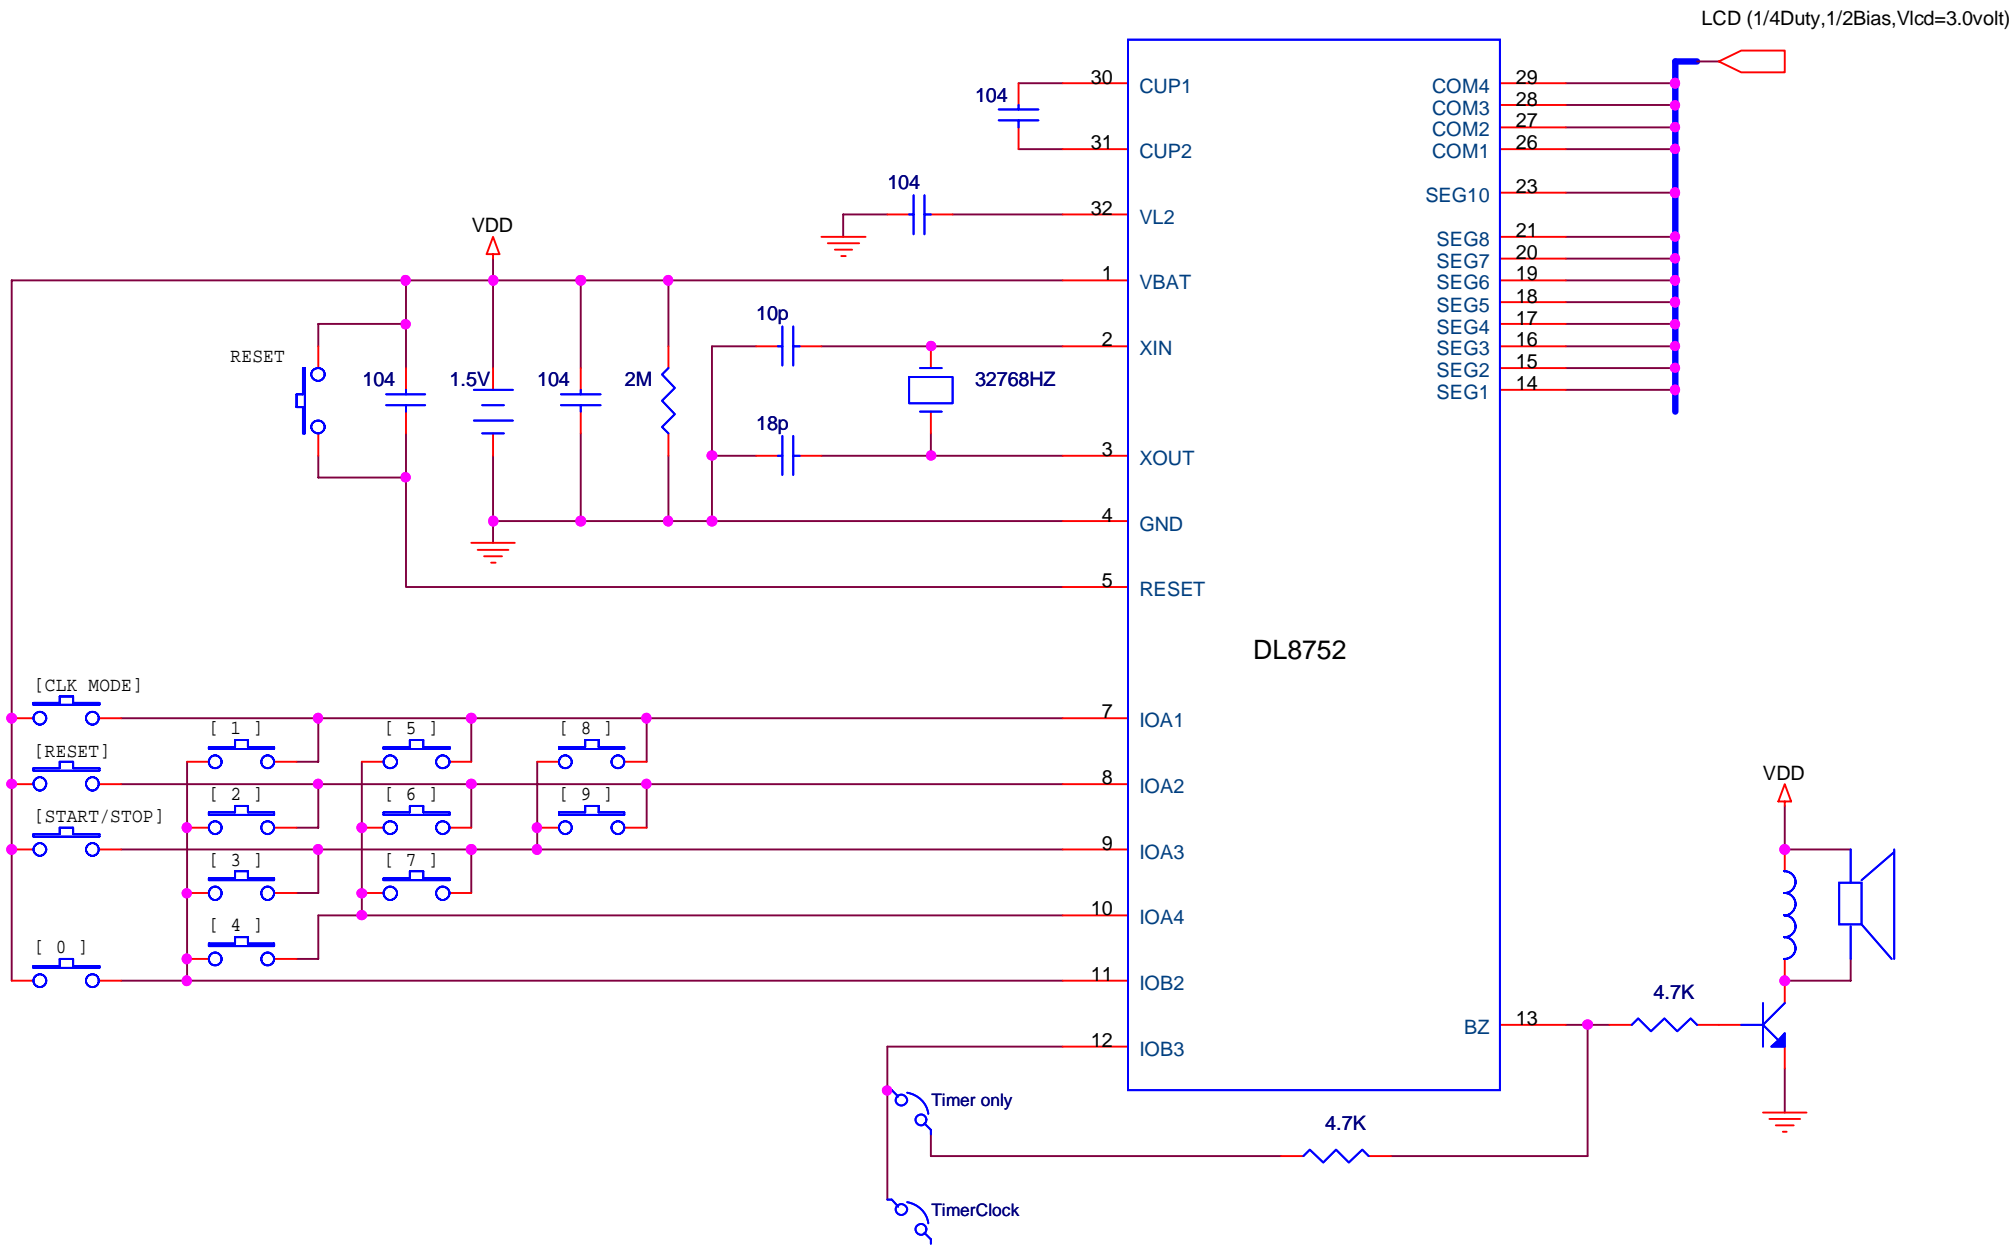 LCD (1/4Duty,1/2Bias,Vlcd=3.0volt)
30 CUP1
104
31 CUP2
104
32 VL2
VDD
1 VBAT
10p
2 XIN
RESET
104
1.5V
104
2M
32768HZ
18p
3 XOUT
4 GND
5 RESET
DL8752
COM4 29
COM3 28
COM2 27
COM1 26
SEG10 23
SEG8 21
SEG7 20
SEG6 19
SEG5 18
SEG4 17
SEG3 16
SEG2 15
SEG1 14
[CLK MODE]
7 IOA1
[ 1 ] [ 5 ] [ 8 ]
[RESET]
8 IOA2
[ 2 ] [ 6 ] [ 9 ]
[START/STOP]
9 IOA3
[ 3 ] [ 7 ]
10 IOA4
[ 4 ]
[ 0 ]
11 IOB2
12 IOB3
VDD
4.7K
BZ 13
Timer only
4.7K
TimerClock